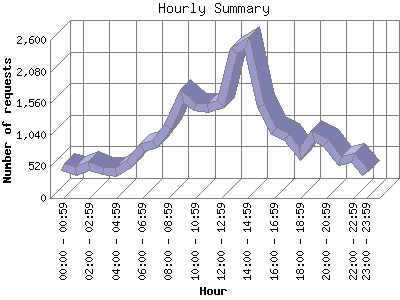 Hourly Summary
Number of requests
2,600
2,080
1,560
1,040
520
0
00:00 - 00:59
02:00 - 02:59
04:00 - 04:59
06:00 - 06:59
08:00 - 08:59
10:00 - 10:59
12:00 - 12:59
14:00 - 14:59
16:00 - 16:59
18:00 - 18:59
20:00 - 20:59
22:00 - 22:59
23:00 - 23:59
Hour